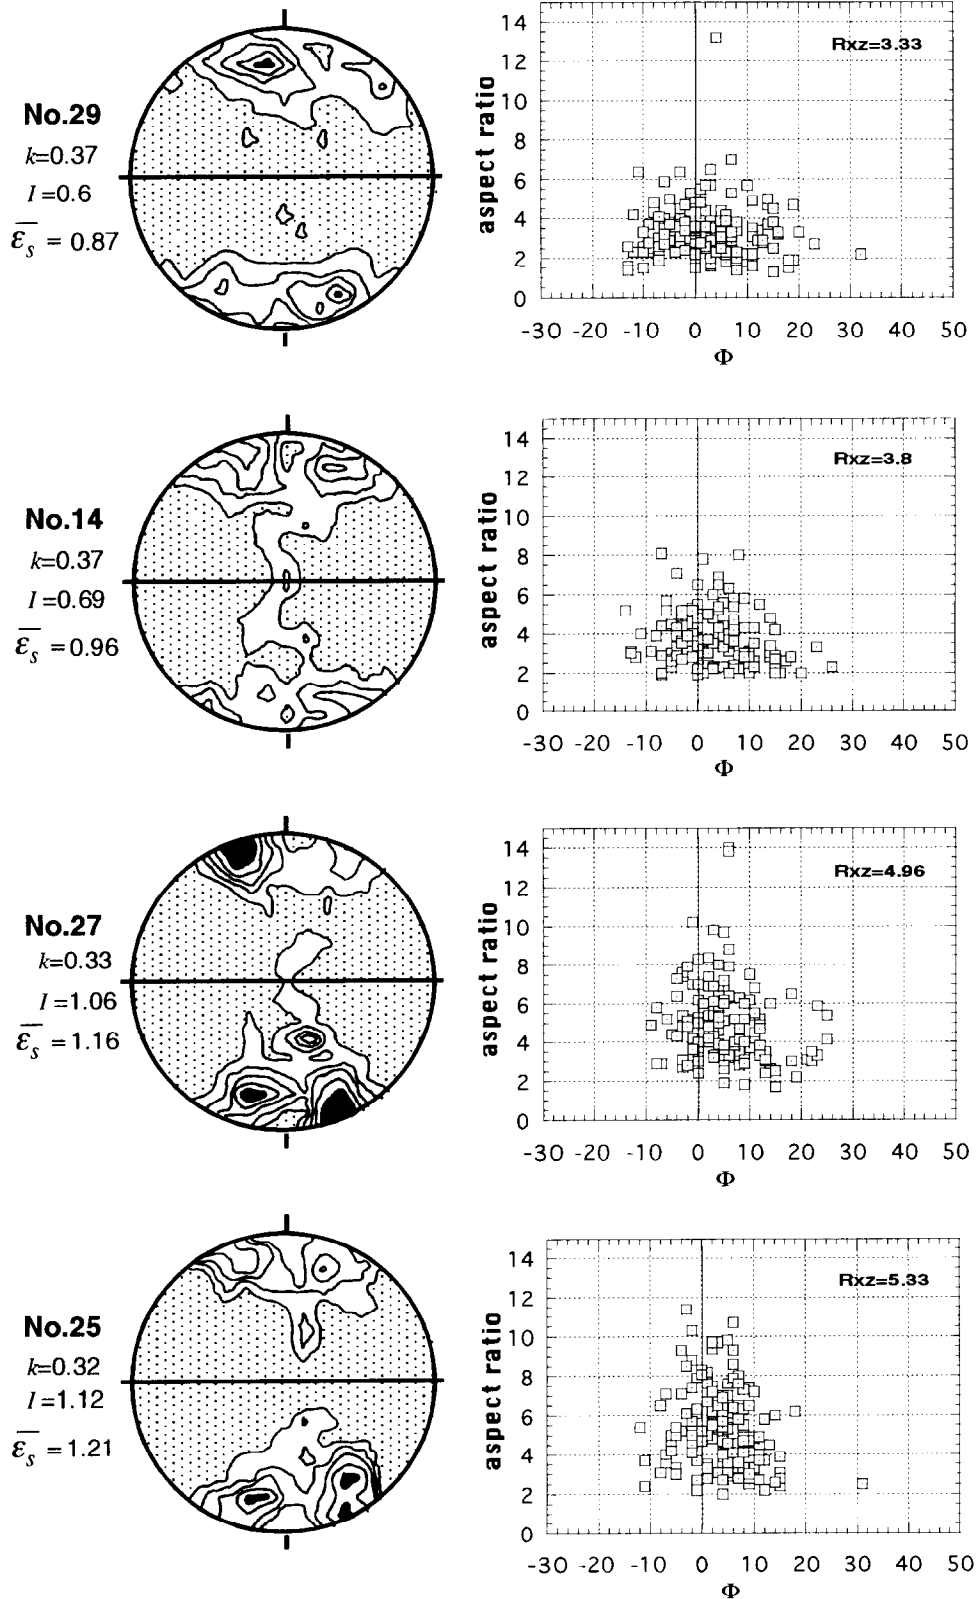 No.29
k=0.37
I=0.6
ε̅s = 0.87
Rxz=3.33
aspect ratio
14
12
10
8
6
4
2
0
-30 -20 -10 0 10 20 30 40 50
Φ
No.14
k=0.37
I=0.69
ε̅s = 0.96
Rxz=3.8
aspect ratio
14
12
10
8
6
4
2
0
-30 -20 -10 0 10 20 30 40 50
Φ
No.27
k=0.33
I=1.06
ε̅s = 1.16
Rxz=4.96
aspect ratio
14
12
10
8
6
4
2
0
-30 -20 -10 0 10 20 30 40 50
Φ
No.25
k=0.32
I=1.12
ε̅s = 1.21
Rxz=5.33
aspect ratio
14
12
10
8
6
4
2
0
-30 -20 -10 0 10 20 30 40 50
Φ